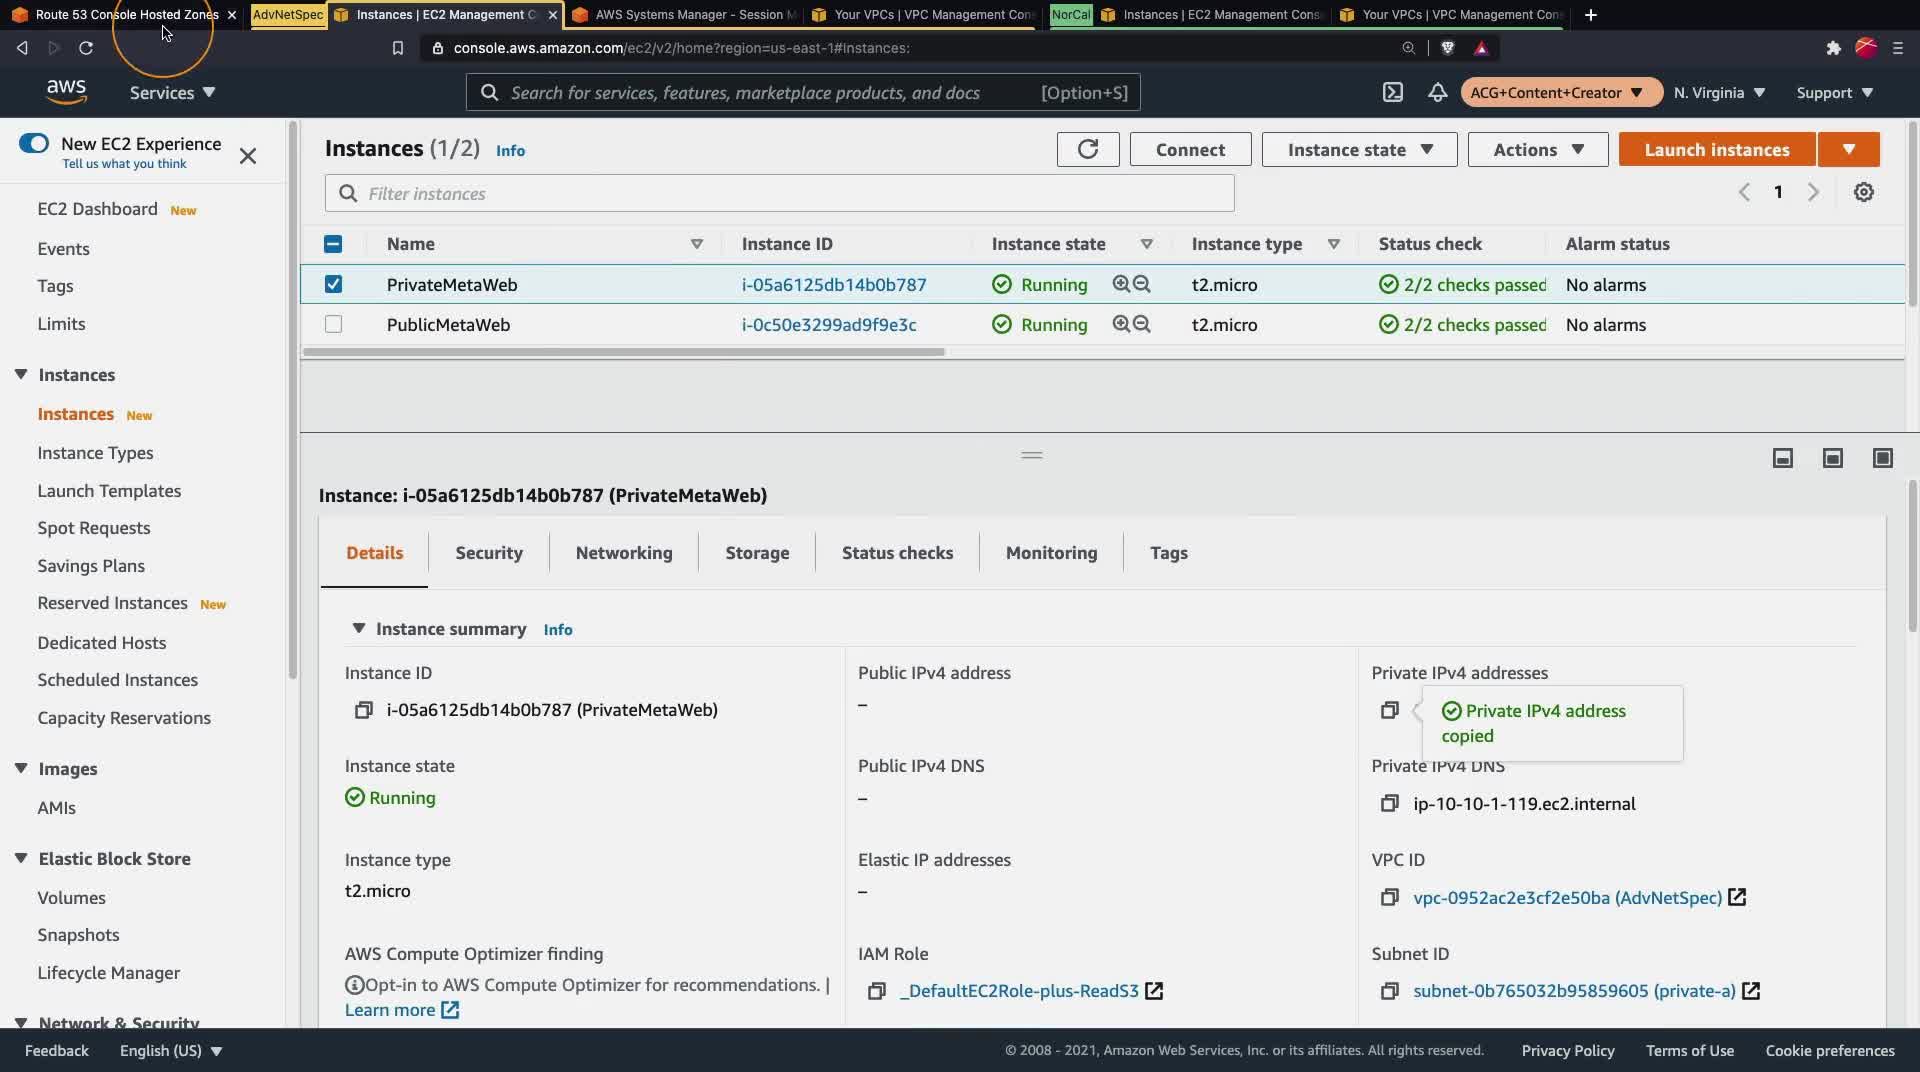 Route 53 Console Hosted Zones
AdvNetSpec
Instances | EC2 Management C
AWS Systems Manager - Session M
Your VPCs | VPC Management Con
NorCal
Instances | EC2 Management Cons
Your VPCs | VPC Management Con
console.aws.amazon.com/ec2/v2/home?region=us-east-1#Instances:
aws
Services
Search for services, features, marketplace products, and docs
[Option+S]
ACG+Content+Creator
N. Virginia
Support
New EC2 Experience
Tell us what you think
EC2 Dashboard New
Events
Tags
Limits
Instances
Instances New
Instance Types
Launch Templates
Spot Requests
Savings Plans
Reserved Instances New
Dedicated Hosts
Scheduled Instances
Capacity Reservations
Images
AMIs
Elastic Block Store
Volumes
Snapshots
Lifecycle Manager
Network & Security
Instances (1/2) Info
Connect
Instance state
Actions
Launch instances
Filter instances
1
Name Instance ID Instance state Instance type Status check Alarm status
PrivateMetaWeb i-05a6125db14b0b787 Running t2.micro 2/2 checks passed No alarms
PublicMetaWeb i-0c50e3299ad9f9e3c Running t2.micro 2/2 checks passed No alarms
Instance: i-05a6125db14b0b787 (PrivateMetaWeb)
Details Security Networking Storage Status checks Monitoring Tags
Instance summary Info
Instance ID
i-05a6125db14b0b787 (PrivateMetaWeb)
Public IPv4 address
–
Private IPv4 addresses
Private IPv4 address
copied
Instance state
Running
Public IPv4 DNS
–
Private IPv4 DNS
ip-10-10-1-119.ec2.internal
Instance type
t2.micro
Elastic IP addresses
–
VPC ID
vpc-0952ac2e3cf2e50ba (AdvNetSpec)
AWS Compute Optimizer finding
Opt-in to AWS Compute Optimizer for recommendations. |
Learn more
IAM Role
_DefaultEC2Role-plus-ReadS3
Subnet ID
subnet-0b765032b95859605 (private-a)
Feedback
English (US)
© 2008 - 2021, Amazon Web Services, Inc. or its affiliates. All rights reserved.
Privacy Policy
Terms of Use
Cookie preferences